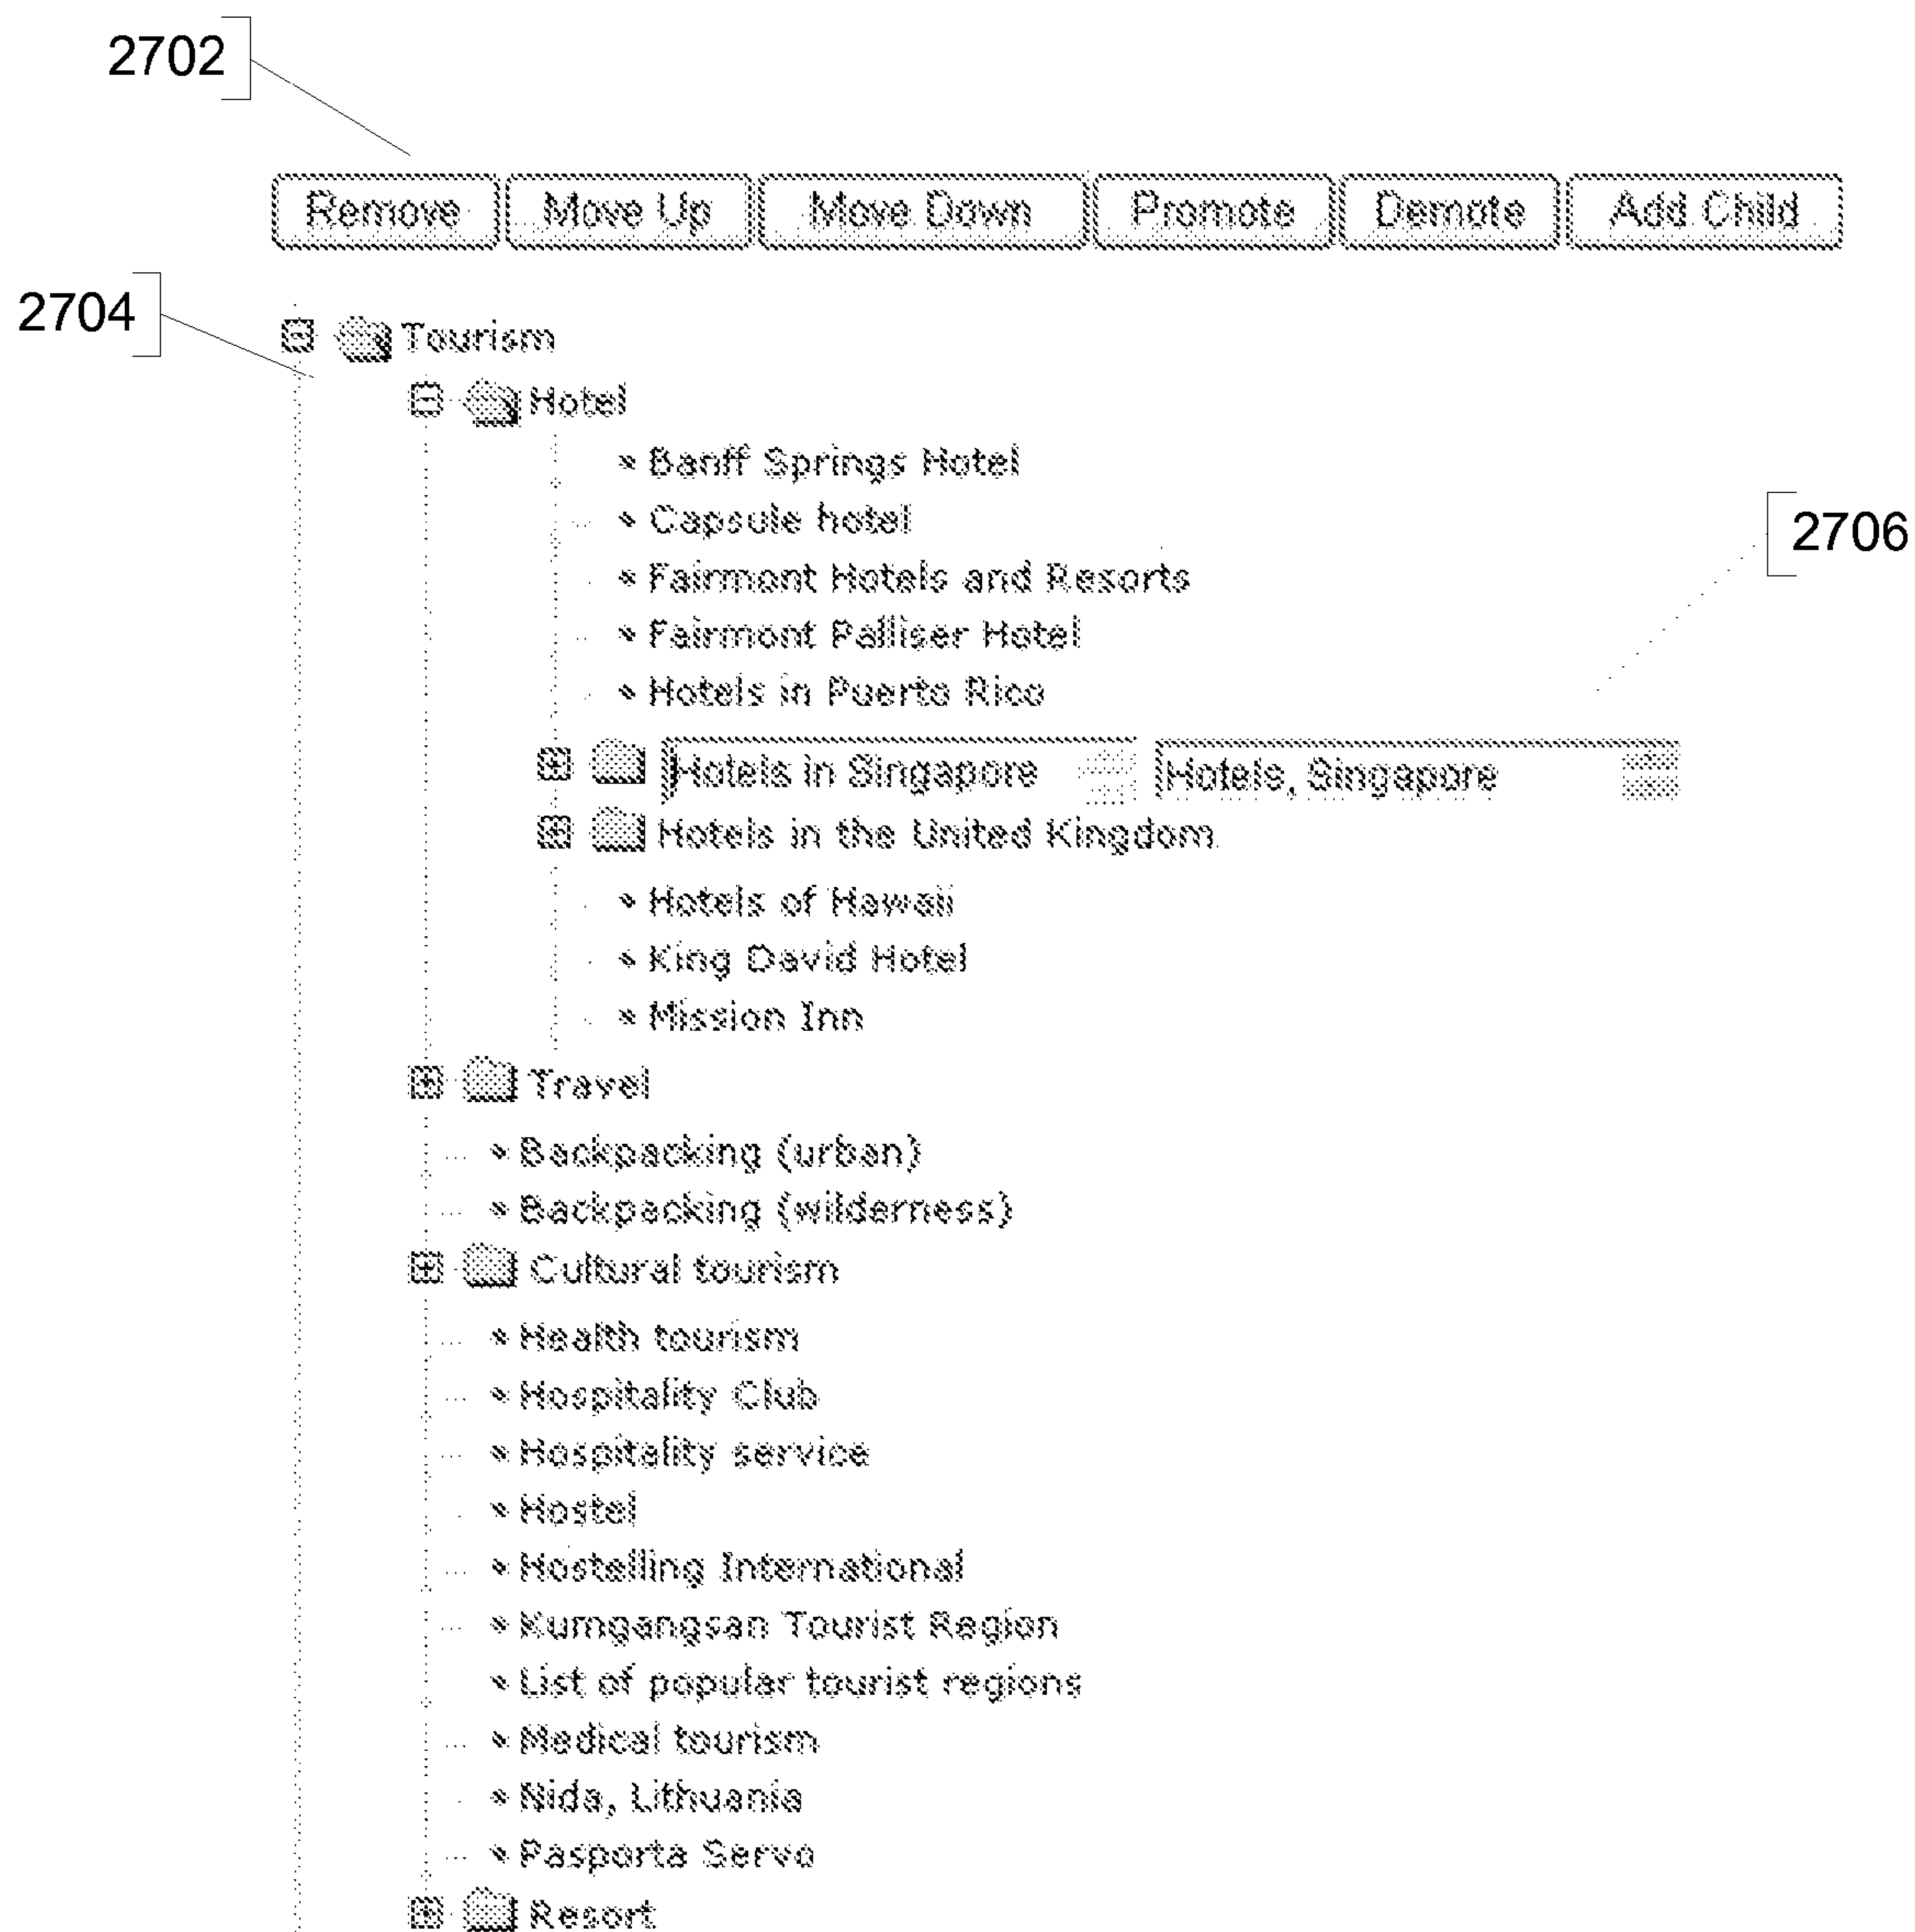 2702
Remove Move Up Move Down Promote Demote Add Child
2704
Tourism
Hotel
Banff Springs Hotel
Capsule hotel
2706
Fairmont Hotels and Resorts
Fairmont Palliser Hotel
Hotels in Puerto Rico
Hotels in Singapore Hotels, Singapore
Hotels in the United Kingdom
Hotels of Hawaii
King David Hotel
Mission Inn
Travel
Backpacking (urban)
Backpacking (wilderness)
Cultural tourism
Health tourism
Hospitality Club
Hospitality service
Hostel
Hostelling International
Kumgangsan Tourist Region
List of popular tourist regions
Medical tourism
Nida, Lithuania
Pasporta Servo
Resort